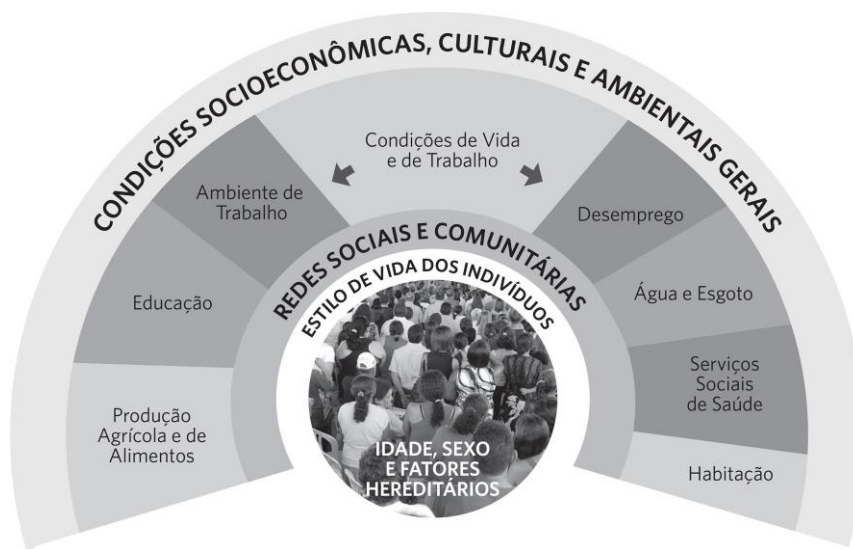 CONDIÇÕES SOCIOECONÔMICAS, CULTURAIS E AMBIENTAIS GERAIS
Condições de Vida
e de Trabalho
Ambiente de
Trabalho
Desemprego
Educação
Água e Esgoto
Produção
Agrícola e de
Alimentos
Serviços
Sociais
de Saúde
Habitação
REDES SOCIAIS E COMUNITÁRIAS
ESTILO DE VIDA DOS INDIVÍDUOS
IDADE, SEXO
E FATORES
HEREDITÁRIOS